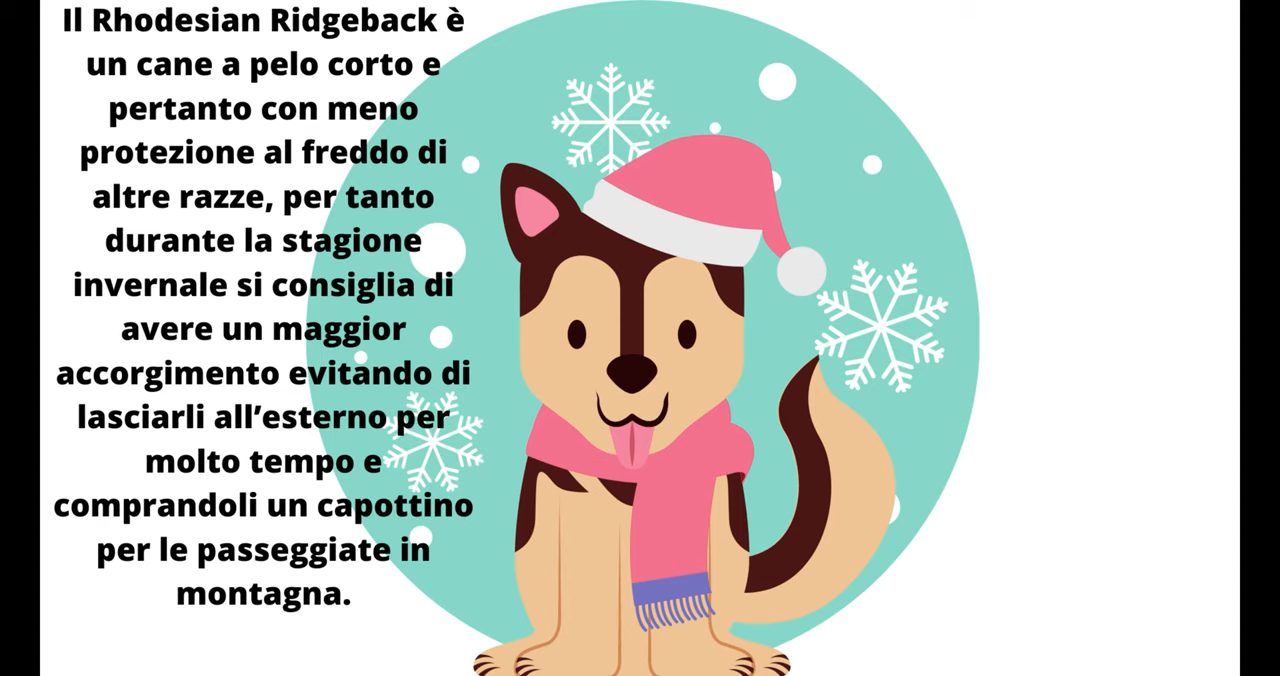 Il Rhodesian Ridgeback è
un cane a pelo corto e
pertanto con meno
protezione al freddo di
altre razze, per tanto
durante la stagione
invernale si consiglia di
avere un maggior
accorgimento evitando di
lasciarli all’esterno per
molto tempo e
comprandoli un capottino
per le passeggiate in
montagna.